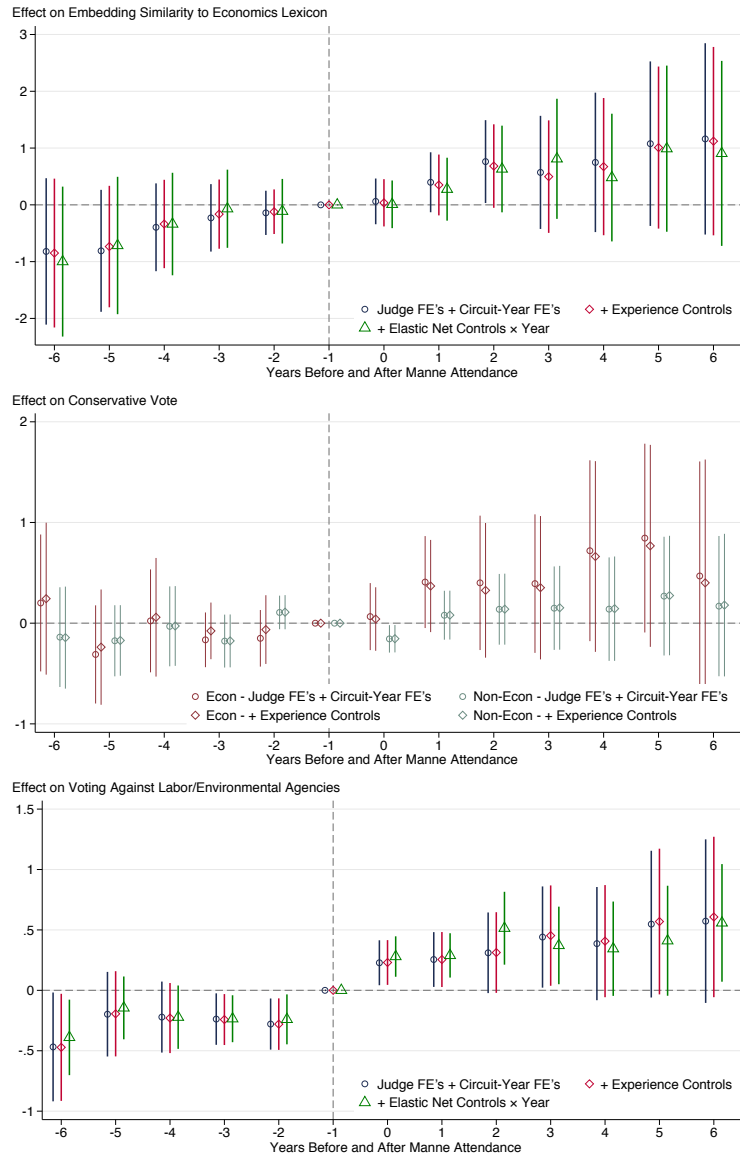 Effect on Embedding Similarity to Economics Lexicon
3
2
1
0
-1
-2
Judge FE's + Circuit-Year FE's + Experience Controls
+ Elastic Net Controls × Year
-6 -5 -4 -3 -2 -1 0 1 2 3 4 5 6
Years Before and After Manne Attendance
Effect on Conservative Vote
2
1
0
-1
Econ - Judge FE's + Circuit-Year FE's Non-Econ - Judge FE's + Circuit-Year FE's
Econ - + Experience Controls Non-Econ - + Experience Controls
-6 -5 -4 -3 -2 -1 0 1 2 3 4 5 6
Years Before and After Manne Attendance
Effect on Voting Against Labor/Environmental Agencies
1.5
1
.5
0
-.5
-1
Judge FE's + Circuit-Year FE's + Experience Controls
+ Elastic Net Controls × Year
-6 -5 -4 -3 -2 -1 0 1 2 3 4 5 6
Years Before and After Manne Attendance